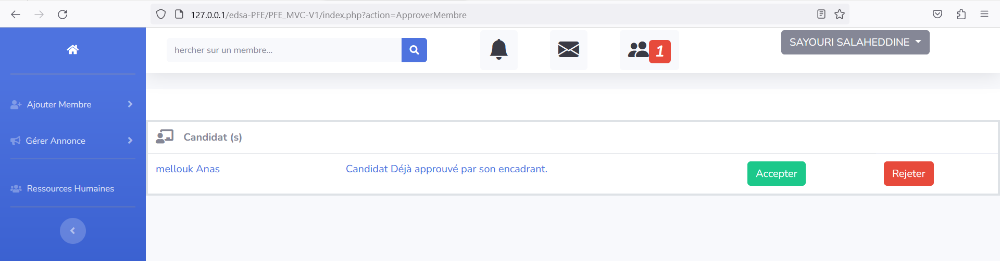 127.0.0.1/edsa-PFE/PFE_MVC-V1/index.php?action=ApproverMembre
hercher sur un membre...
1
SAYOURI SALAHEDDINE
Ajouter Membre
Gérer Annonce
Ressources Humaines
Candidat (s)
mellouk Anas Candidat Déjà approuvé par son encadrant. Accepter Rejeter